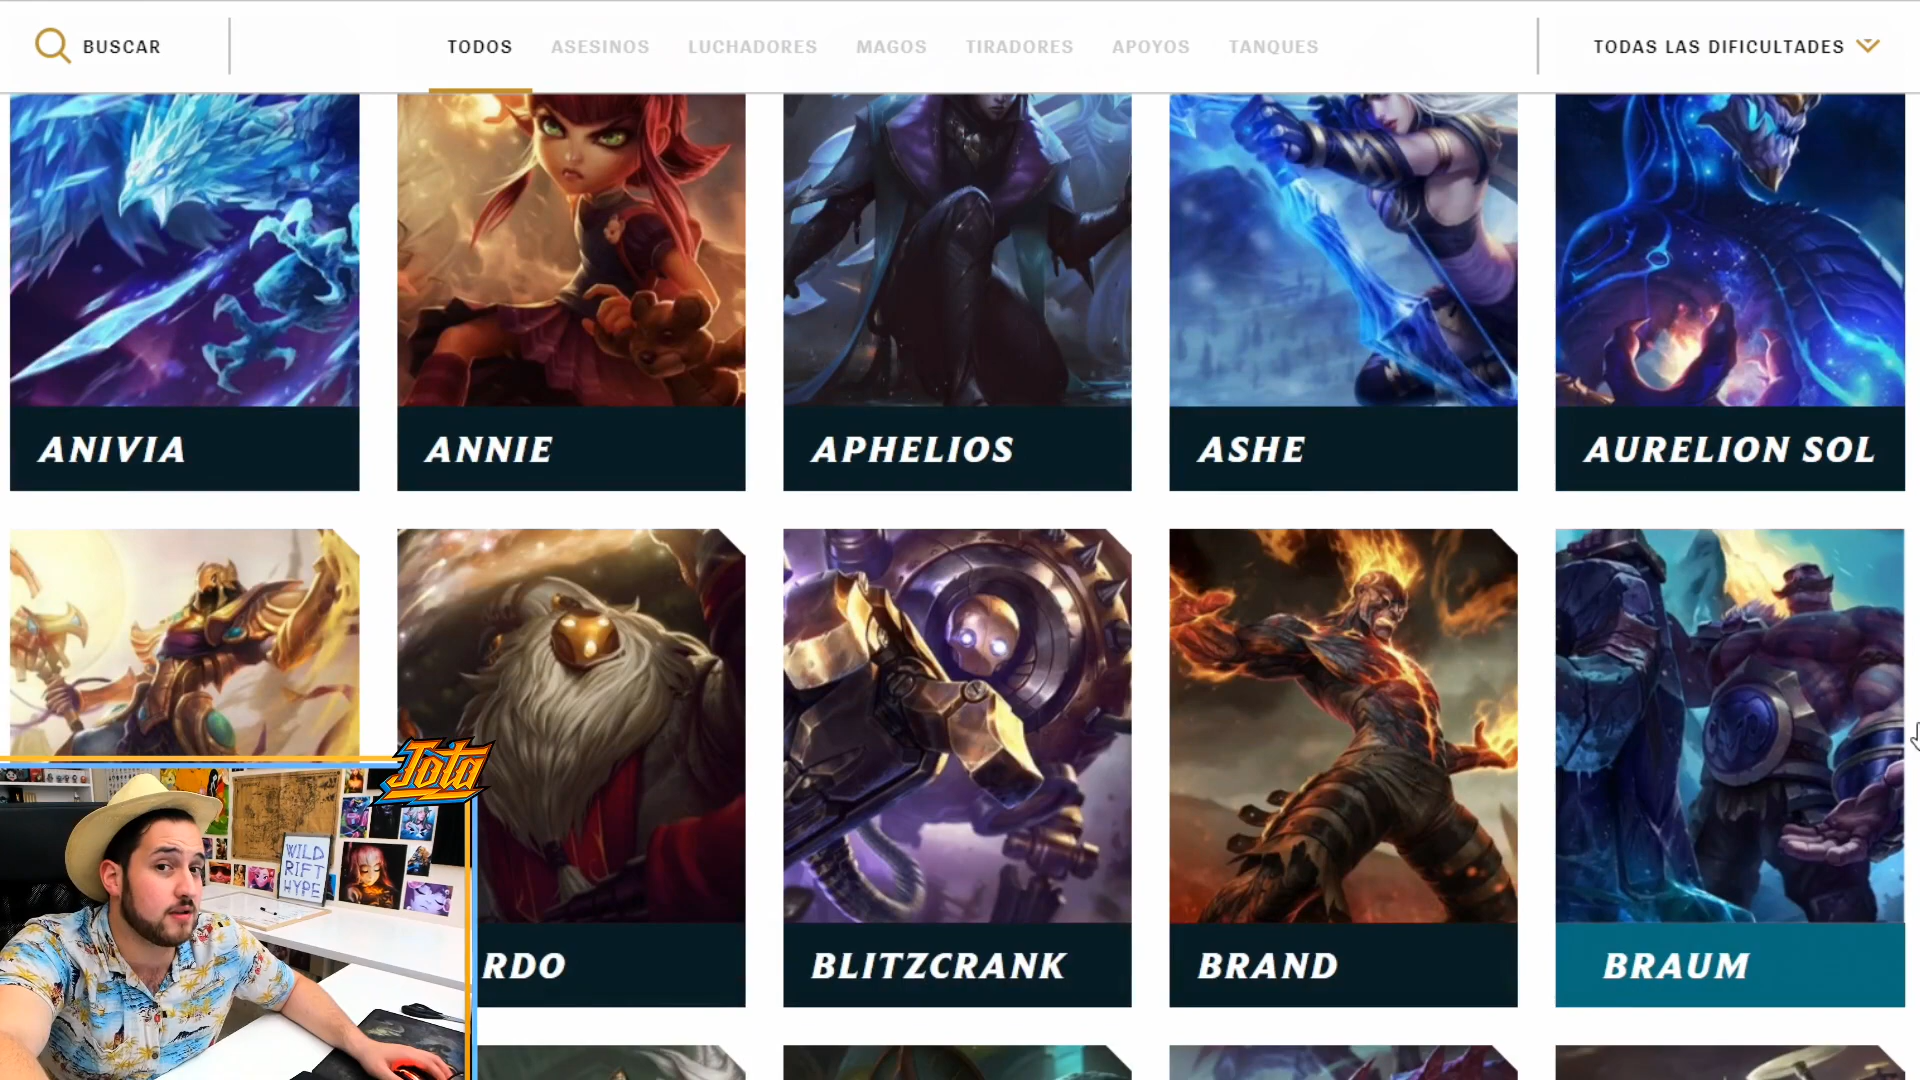 BUSCAR
TODOS
ASESINOS
LUCHADORES
MAGOS
TIRADORES
APOYOS
TANQUES
TODAS LAS DIFICULTADES
ANIVIA
ANNIE
APHELIOS
ASHE
AURELION SOL
Jota
WILD
RIFT
HYPE
RDO
BLITZCRANK
BRAND
BRAUM